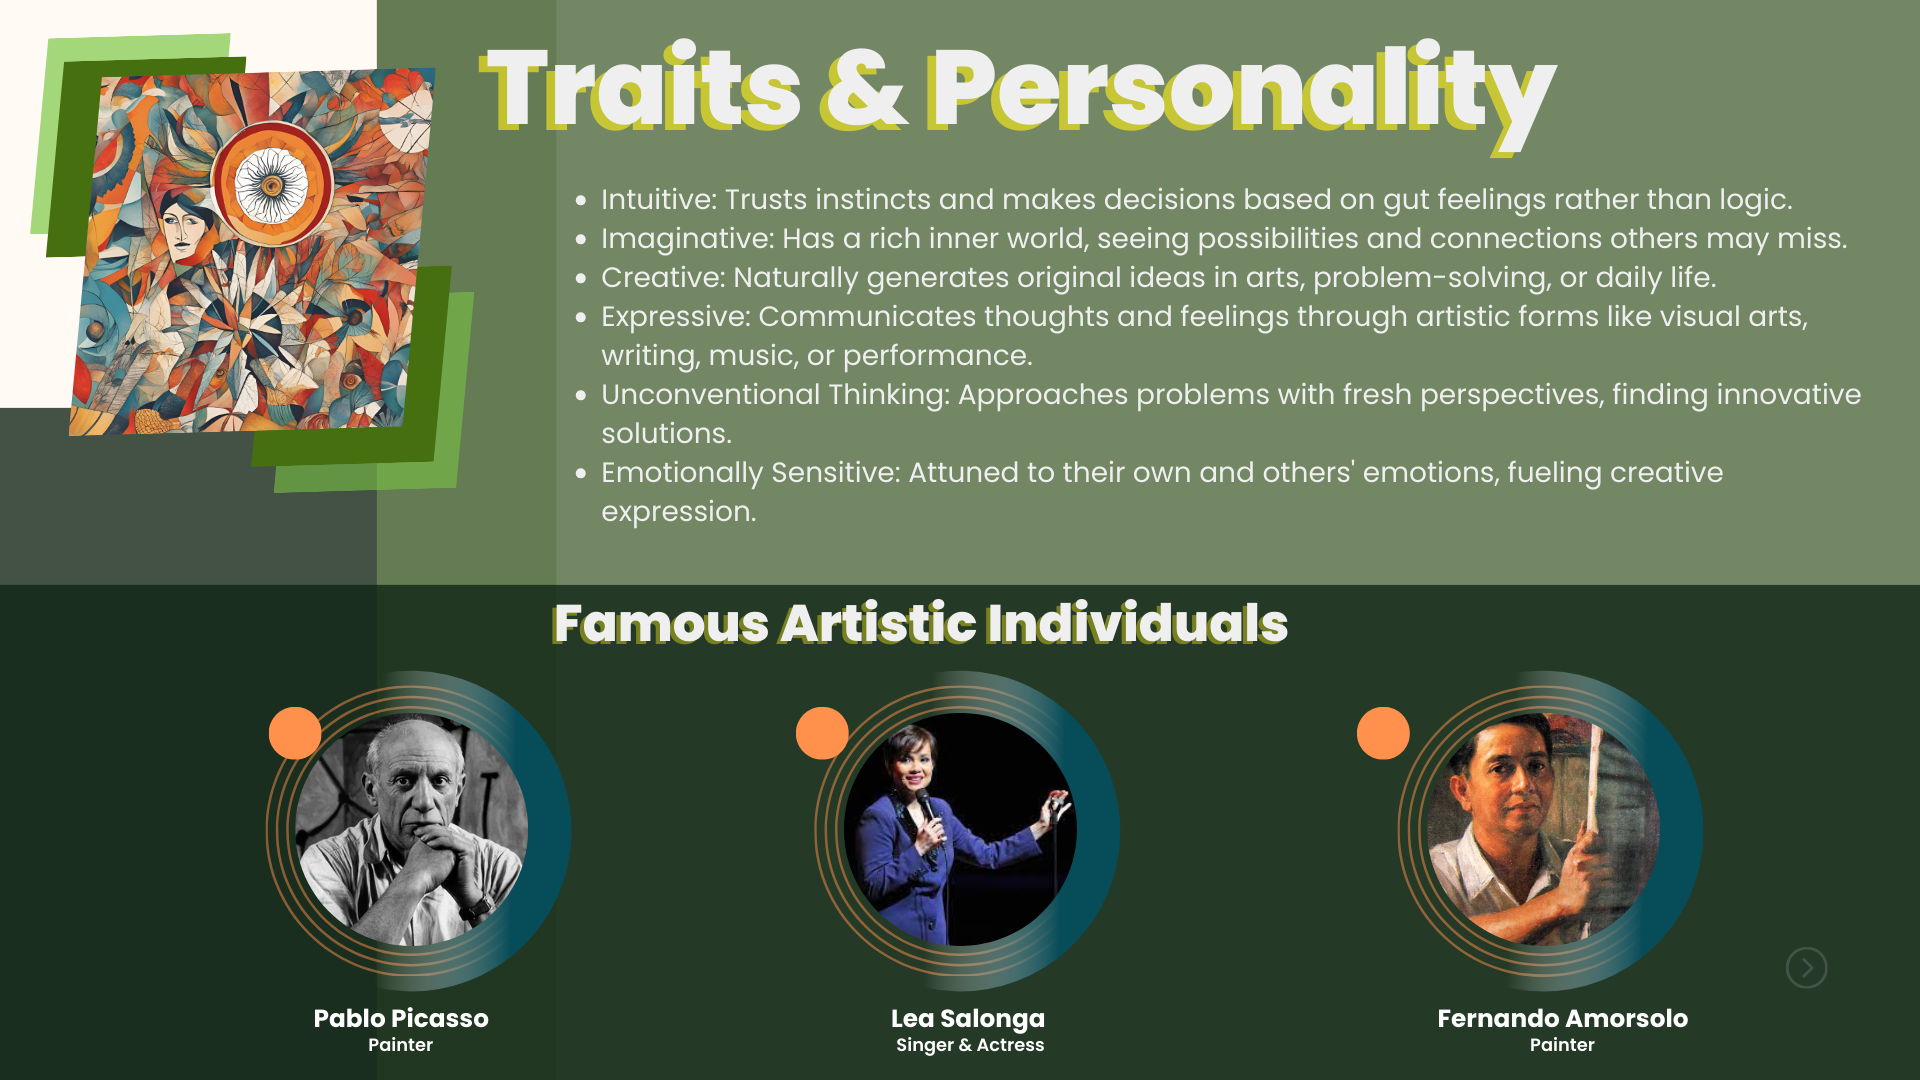 Traits & Personality
Intuitive: Trusts instincts and makes decisions based on gut feelings rather than logic.
Imaginative: Has a rich inner world, seeing possibilities and connections others may miss.
Creative: Naturally generates original ideas in arts, problem-solving, or daily life.
Expressive: Communicates thoughts and feelings through artistic forms like visual arts,
writing, music, or performance.
Unconventional Thinking: Approaches problems with fresh perspectives, finding innovative
solutions.
Emotionally Sensitive: Attuned to their own and others' emotions, fueling creative
expression.
Famous Artistic Individuals
Pablo Picasso
Painter
Lea Salonga
Singer & Actress
Fernando Amorsolo
Painter